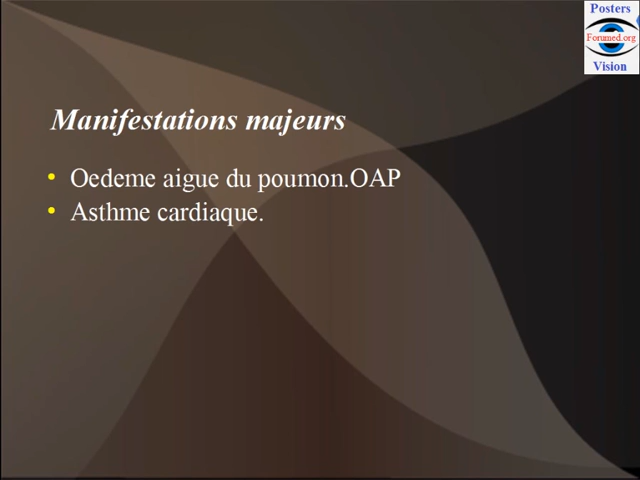 Posters
Forumed.org
Vision
Manifestations majeurs
• Oedeme aigue du poumon.OAP
• Asthme cardiaque.